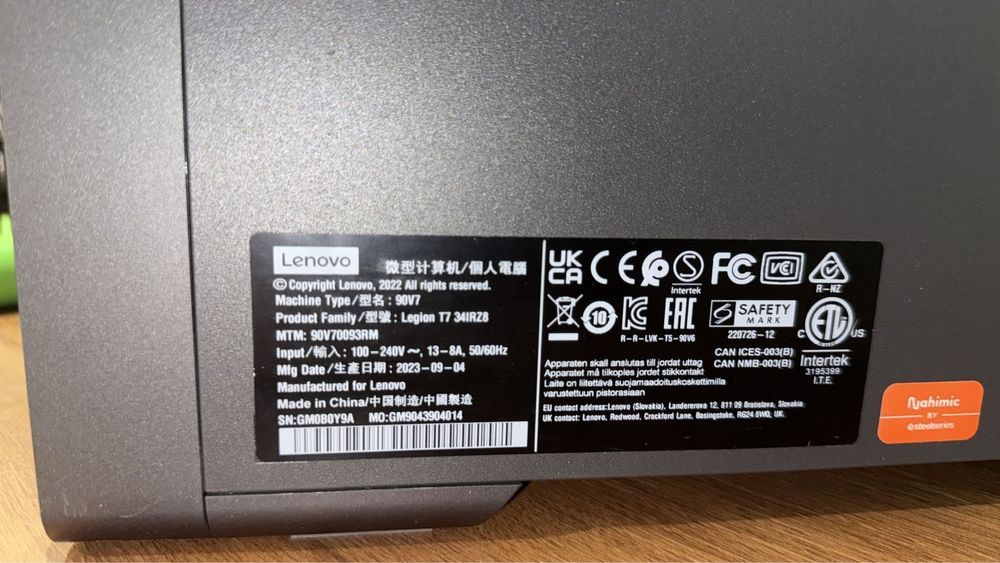 Lenovo 微型计算机/個人電腦
© Copyright Lenovo, 2022 All rights reserved.
Machine Type/型名 : 90V7
Product Family/型號 : Legion T7 34IRZ8
MTM: 90V70093RM
Input/輸入 : 100-240V～, 13-8A, 50/60Hz
Mfg Date/生產日期 : 2023-09-04
Manufactured for Lenovo
Made in China/中国制造/中國製造
SN:GM0B0Y9A MO:GM9043904014
UK CA CE S Intertek FC VCI R-NZ
10 KC EAC S SAFETY MARK
R-R-LVK-T5-90V6 220726-12
CAN ICES-003(B)
CAN NMB-003(B)
C ETL US
LISTED
Intertek
3195399
I.T.E.
Apparaten skall anslutas till jordat uttag
Apparatet må tilkoples jordet stikkontakt
Laite on liitettävä suojamaadoituskoskettimilla
varustettuun pistorasiaan
EU contact address:Lenovo (Slovakia), Landererova 12, 811 09 Bratislava, Slovakia
UK contact: Lenovo, Redwood, Crockford Lane, Basingstoke, RG24 8WQ, UK.
Nahimic
BY
steelseries